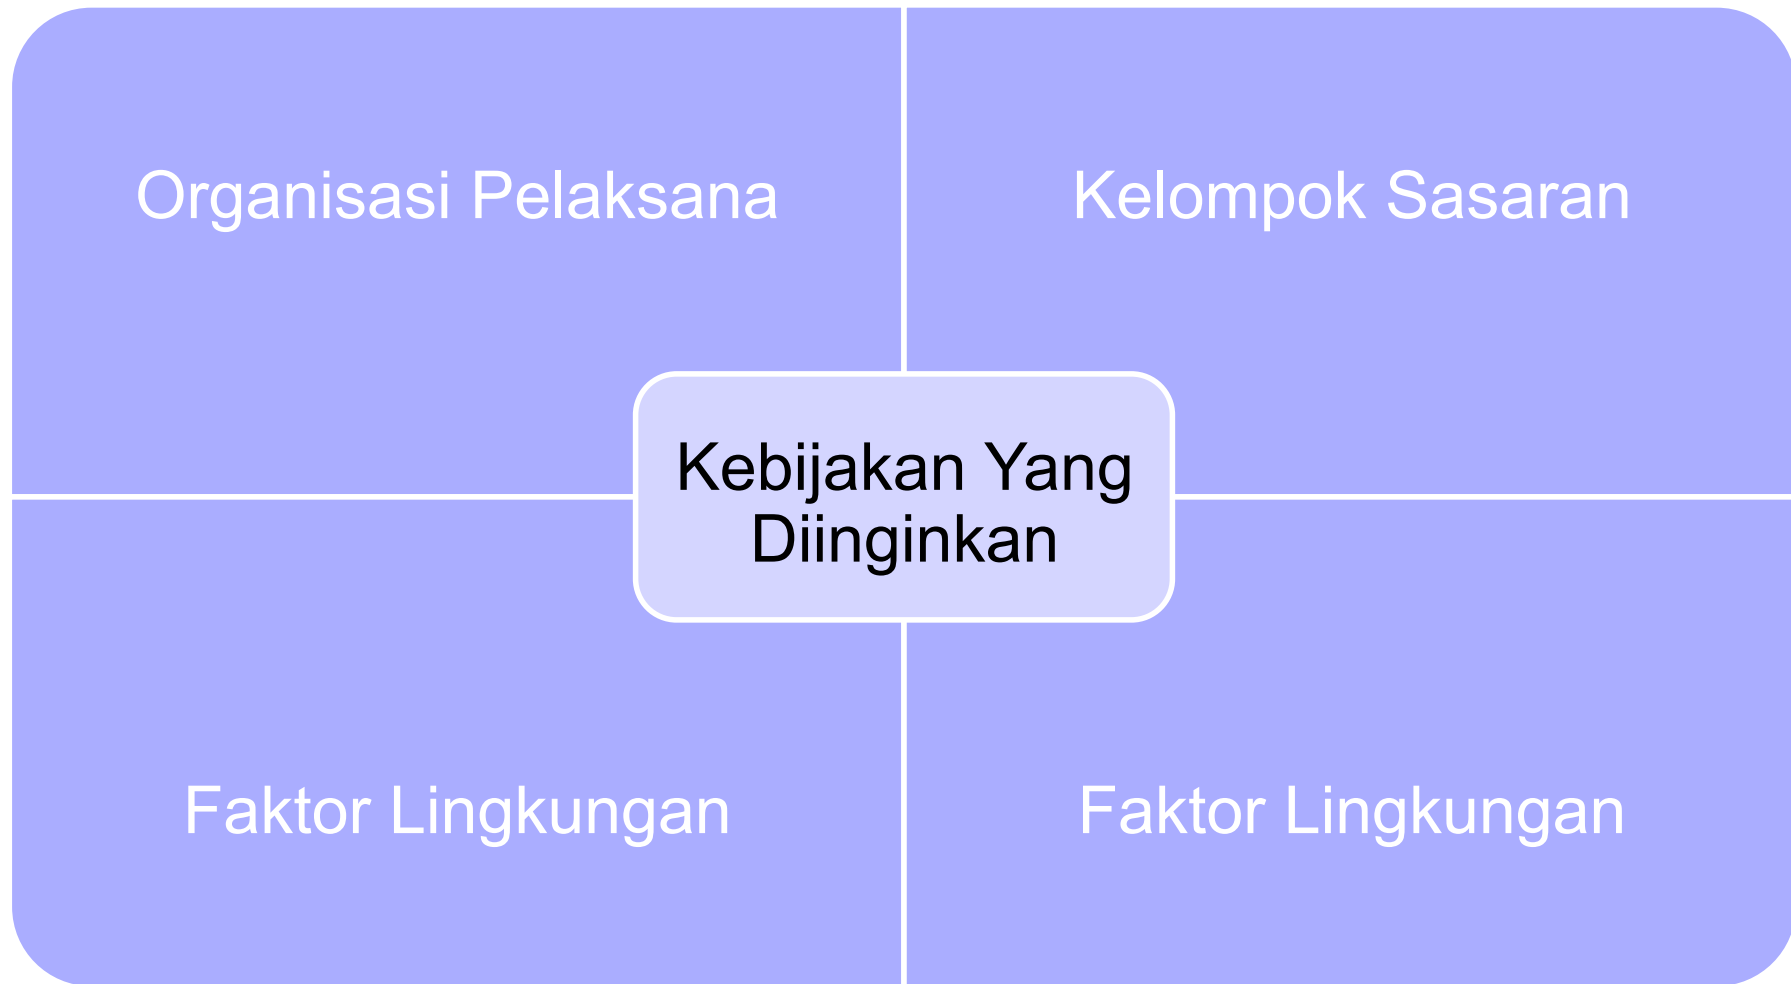 Organisasi Pelaksana
Kelompok Sasaran
Kebijakan Yang
Diinginkan
Faktor Lingkungan
Faktor Lingkungan